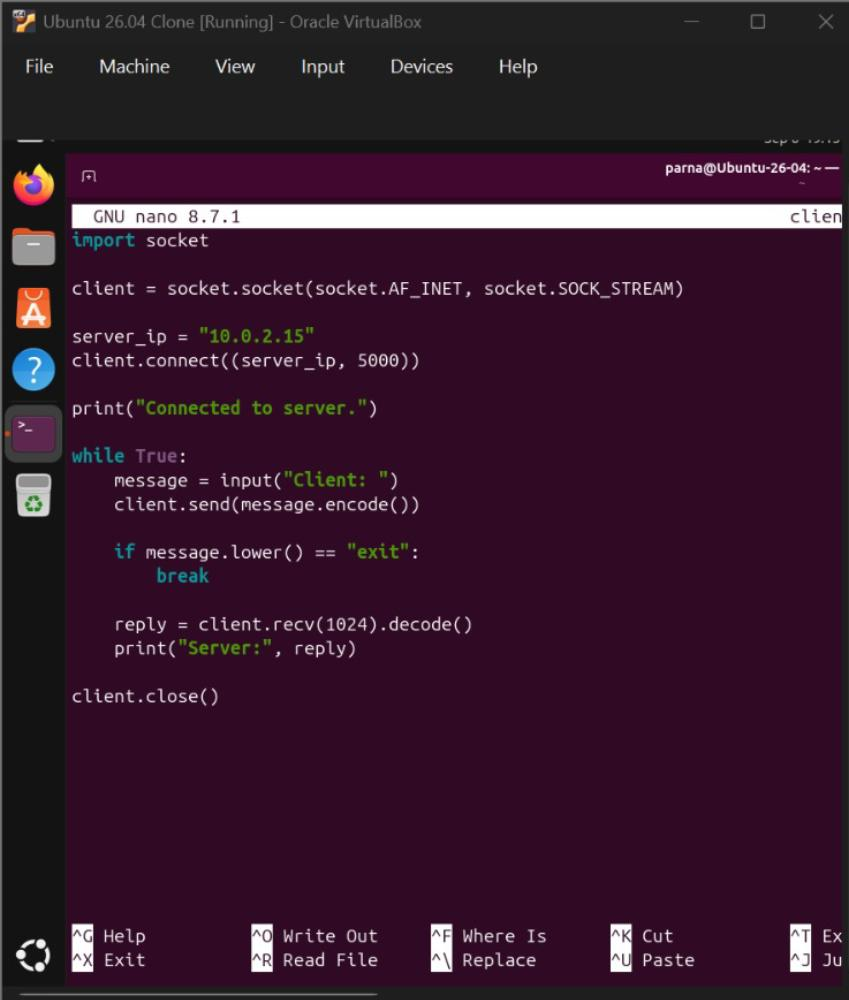 Ubuntu 26.04 Clone [Running] - Oracle VirtualBox
File Machine View Input Devices Help
parna@Ubuntu-26-04: ~ —
~
GNU nano 8.7.1 clien
import socket

client = socket.socket(socket.AF_INET, socket.SOCK_STREAM)

server_ip = "10.0.2.15"
client.connect((server_ip, 5000))

print("Connected to server.")

while True:
    message = input("Client: ")
    client.send(message.encode())

    if message.lower() == "exit":
        break

    reply = client.recv(1024).decode()
    print("Server:", reply)

client.close()

^G Help ^O Write Out ^F Where Is ^K Cut ^T Ex
^X Exit ^R Read File ^\ Replace ^U Paste ^J Ju